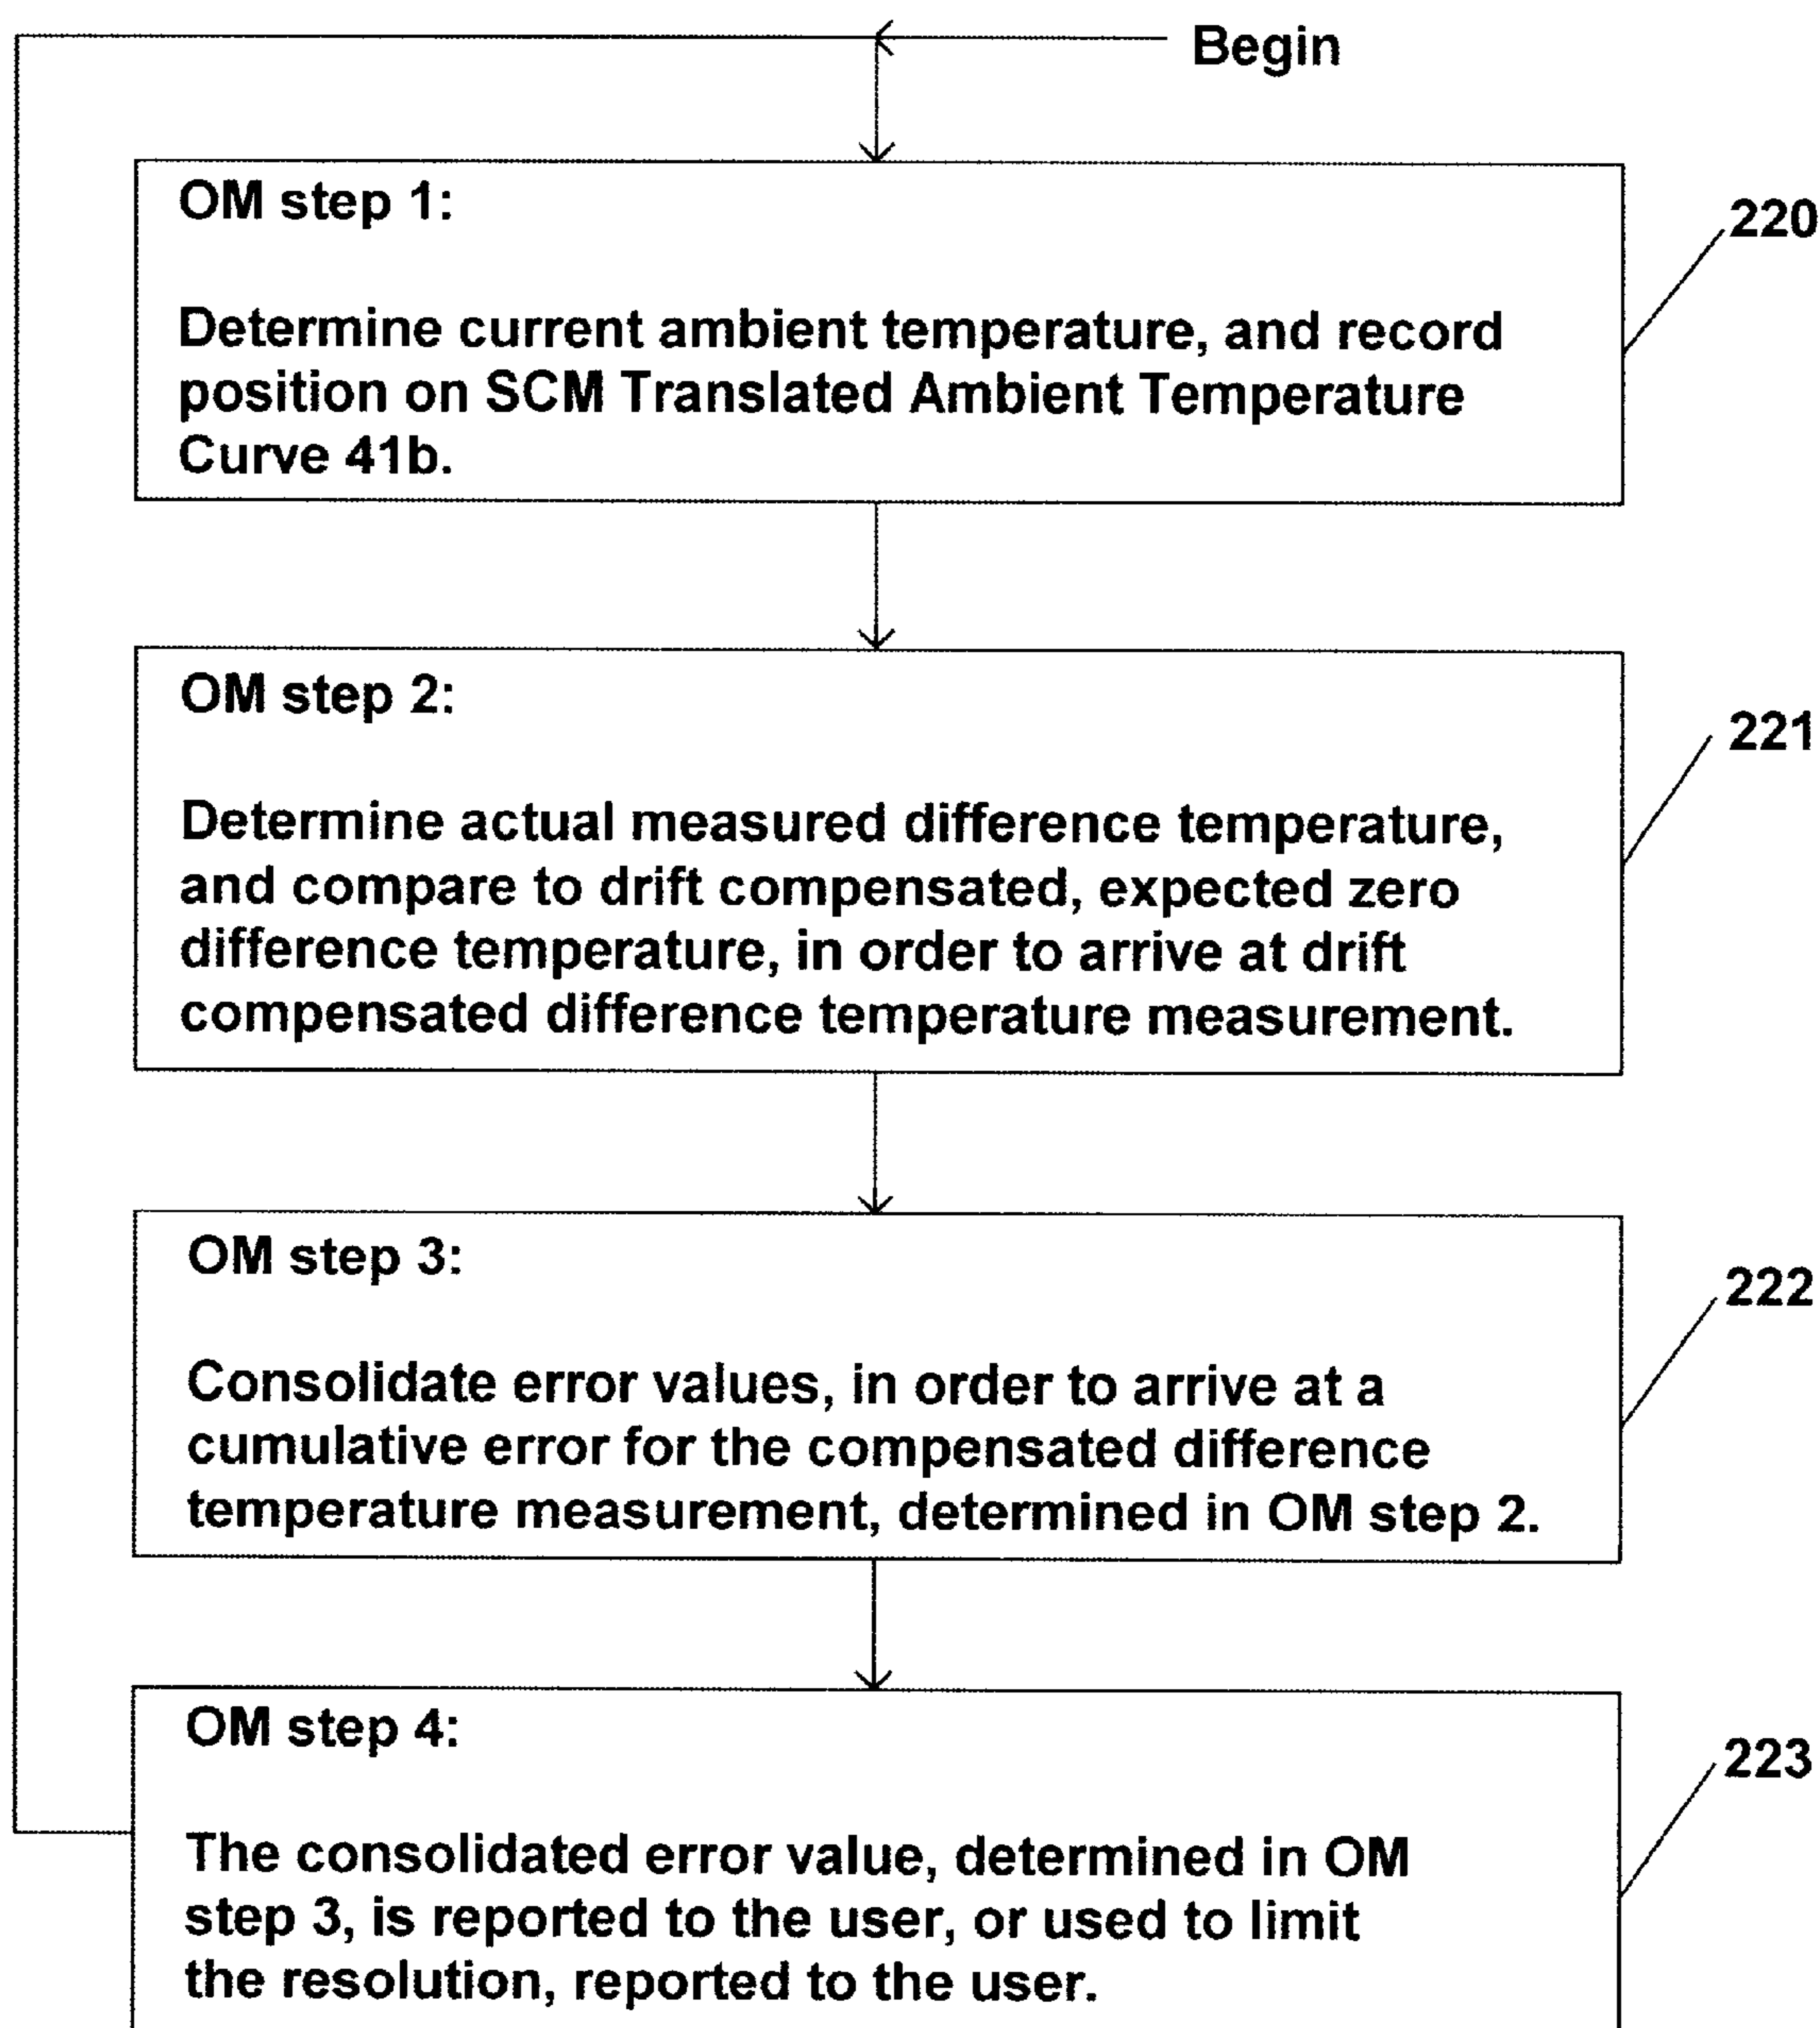 Begin
OM step 1:
220
Determine current ambient temperature, and record
position on SCM Translated Ambient Temperature
Curve 41b.
OM step 2:
221
Determine actual measured difference temperature,
and compare to drift compensated, expected zero
difference temperature, in order to arrive at drift
compensated difference temperature measurement.
OM step 3:
222
Consolidate error values, in order to arrive at a
cumulative error for the compensated difference
temperature measurement, determined in OM step 2.
OM step 4:
223
The consolidated error value, determined in OM
step 3, is reported to the user, or used to limit
the resolution, reported to the user.